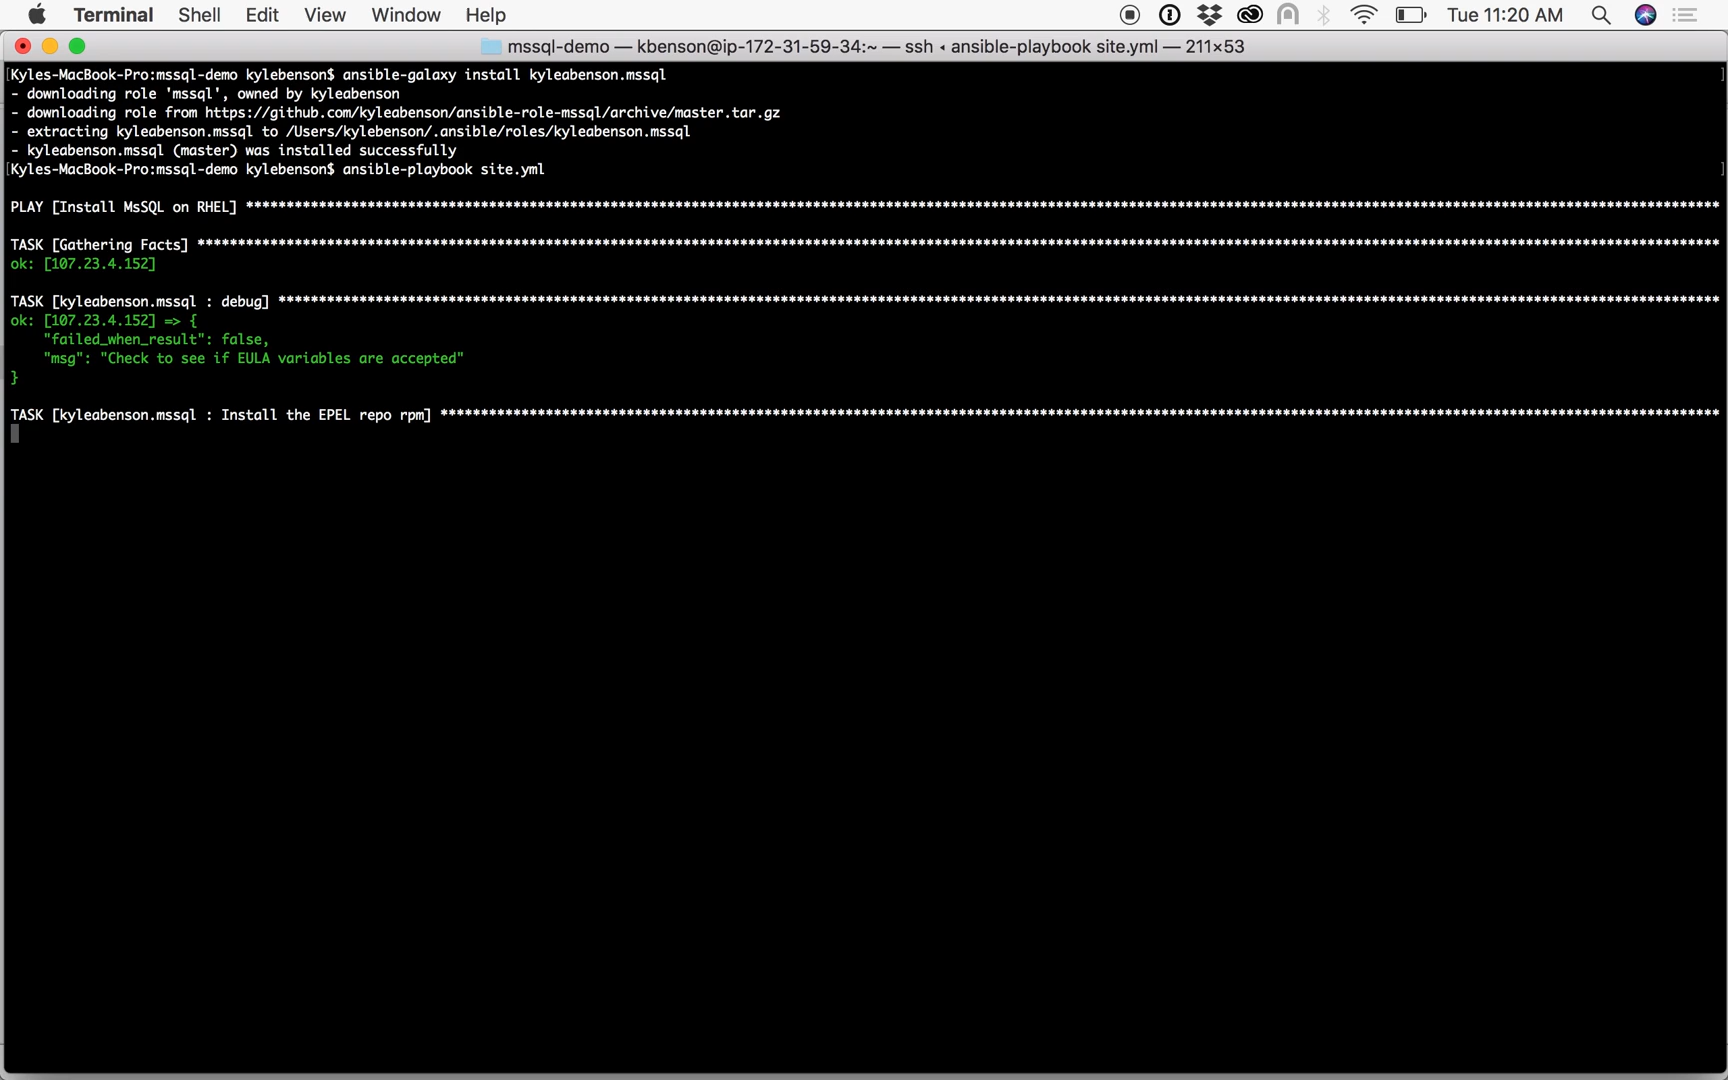 Terminal Shell Edit View Window Help Tue 11:20 AM
mssql-demo — kbenson@ip-172-31-59-34:~ — ssh ◂ ansible-playbook site.yml — 211×53
[Kyles-MacBook-Pro:mssql-demo kylebenson$ ansible-galaxy install kyleabenson.mssql ]
- downloading role 'mssql', owned by kyleabenson
- downloading role from https://github.com/kyleabenson/ansible-role-mssql/archive/master.tar.gz
- extracting kyleabenson.mssql to /Users/kylebenson/.ansible/roles/kyleabenson.mssql
- kyleabenson.mssql (master) was installed successfully
[Kyles-MacBook-Pro:mssql-demo kylebenson$ ansible-playbook site.yml ]
PLAY [Install MsSQL on RHEL] **************************************************************************************************************************************************************************************
TASK [Gathering Facts] ********************************************************************************************************************************************************************************************
ok: [107.23.4.152]
TASK [kyleabenson.mssql : debug] **********************************************************************************************************************************************************************************
ok: [107.23.4.152] => {
    "failed_when_result": false,
    "msg": "Check to see if EULA variables are accepted"
}
TASK [kyleabenson.mssql : Install the EPEL repo rpm] **************************************************************************************************************************************************************